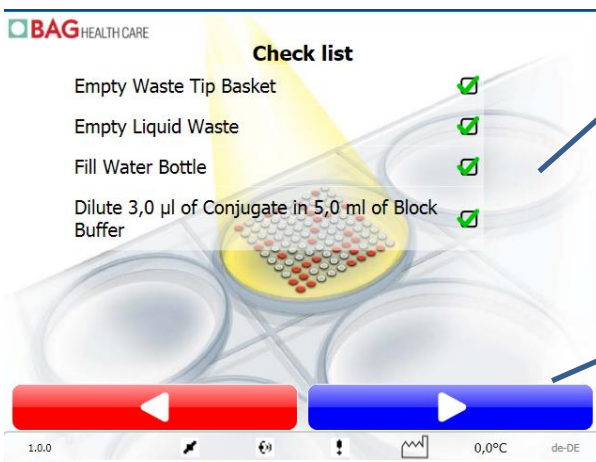 BAG HEALTH CARE
Check list
Empty Waste Tip Basket
Empty Liquid Waste
Fill Water Bottle
Dilute 3,0 µl of Conjugate in 5,0 ml of Block
Buffer
1.0.0 0,0°C de-DE